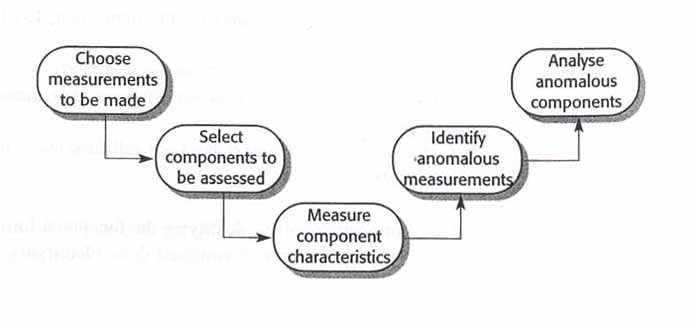 Choose
measurements
to be made
Select
components to
be assessed
Measure
component
characteristics
Identify
anomalous
measurements
Analyse
anomalous
components